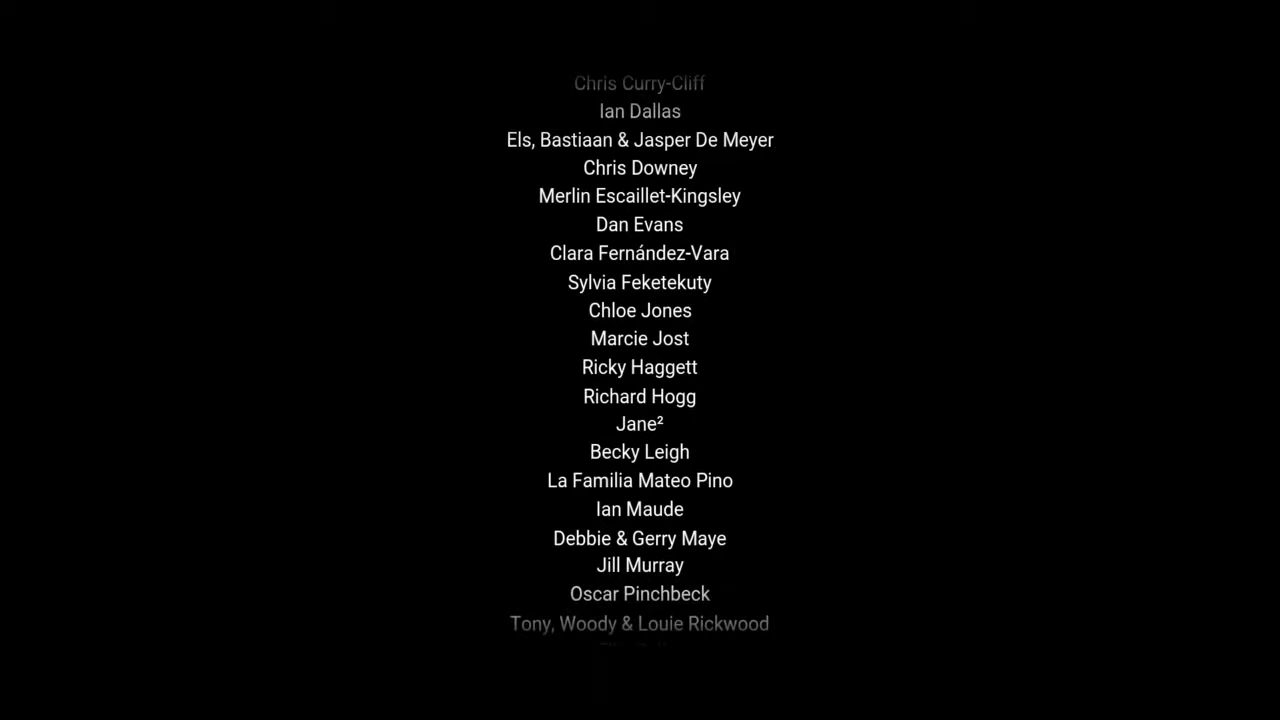 Chris Curry-Cliff
Ian Dallas
Els, Bastiaan & Jasper De Meyer
Chris Downey
Merlin Escaillet-Kingsley
Dan Evans
Clara Fernández-Vara
Sylvia Feketekuty
Chloe Jones
Marcie Jost
Ricky Haggett
Richard Hogg
Jane²
Becky Leigh
La Familia Mateo Pino
Ian Maude
Debbie & Gerry Maye
Jill Murray
Oscar Pinchbeck
Tony, Woody & Louie Rickwood